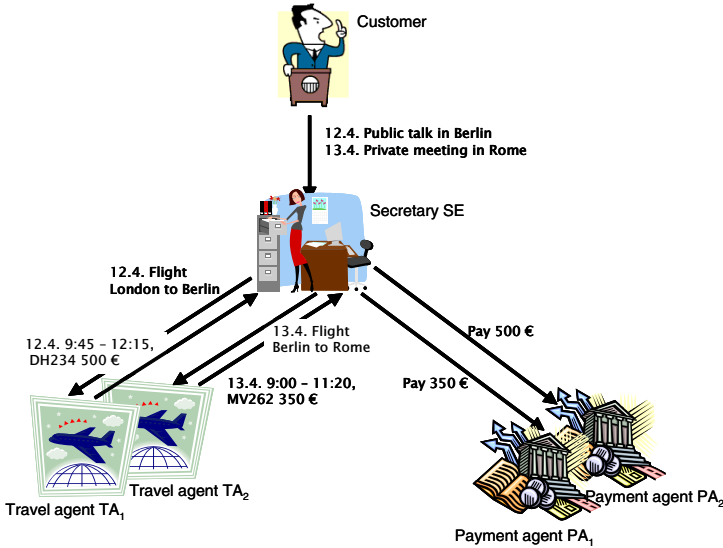 Customer
12.4. Public talk in Berlin
13.4. Private meeting in Rome
Secretary SE
12.4. Flight
London to Berlin
12.4. 9:45 – 12:15,
DH234 500 €
13.4. Flight
Berlin to Rome
13.4. 9:00 – 11:20,
MV262 350 €
Pay 500 €
Pay 350 €
Travel agent TA₁
Travel agent TA₂
Payment agent PA₂
Payment agent PA₁